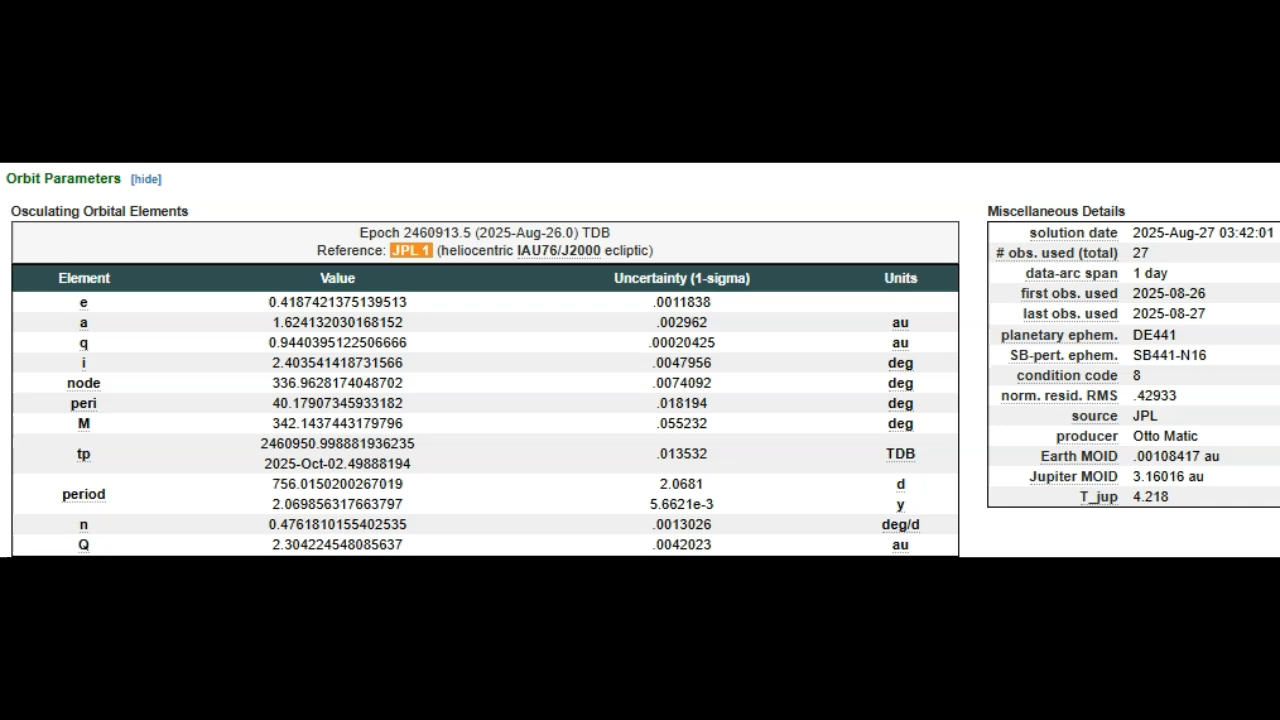 Orbit Parameters [hide]
Osculating Orbital Elements
Epoch 2460913.5 (2025-Aug-26.0) TDB
Reference: JPL 1 (heliocentric IAU76/J2000 ecliptic)
Element Value Uncertainty (1-sigma) Units
e 0.4187421375139513 .0011838
a 1.624132030168152 .002962 au
q 0.9440395122506666 .00020425 au
i 2.403541418731566 .0047956 deg
node 336.9628174048702 .0074092 deg
peri 40.17907345933182 .018194 deg
M 342.1437443179796 .055232 deg
tp 2460950.998881936235 .013532 TDB
2025-Oct-02.49888194
period 756.0150200267019 2.0681 d
2.069856317663797 5.6621e-3 y
n 0.4761810155402535 .0013026 deg/d
Q 2.304224548085637 .0042023 au
Miscellaneous Details
solution date 2025-Aug-27 03:42:01
# obs. used (total) 27
data-arc span 1 day
first obs. used 2025-08-26
last obs. used 2025-08-27
planetary ephem. DE441
SB-pert. ephem. SB441-N16
condition code 8
norm. resid. RMS .42933
source JPL
producer Otto Matic
Earth MOID .00108417 au
Jupiter MOID 3.16016 au
T_jup 4.218